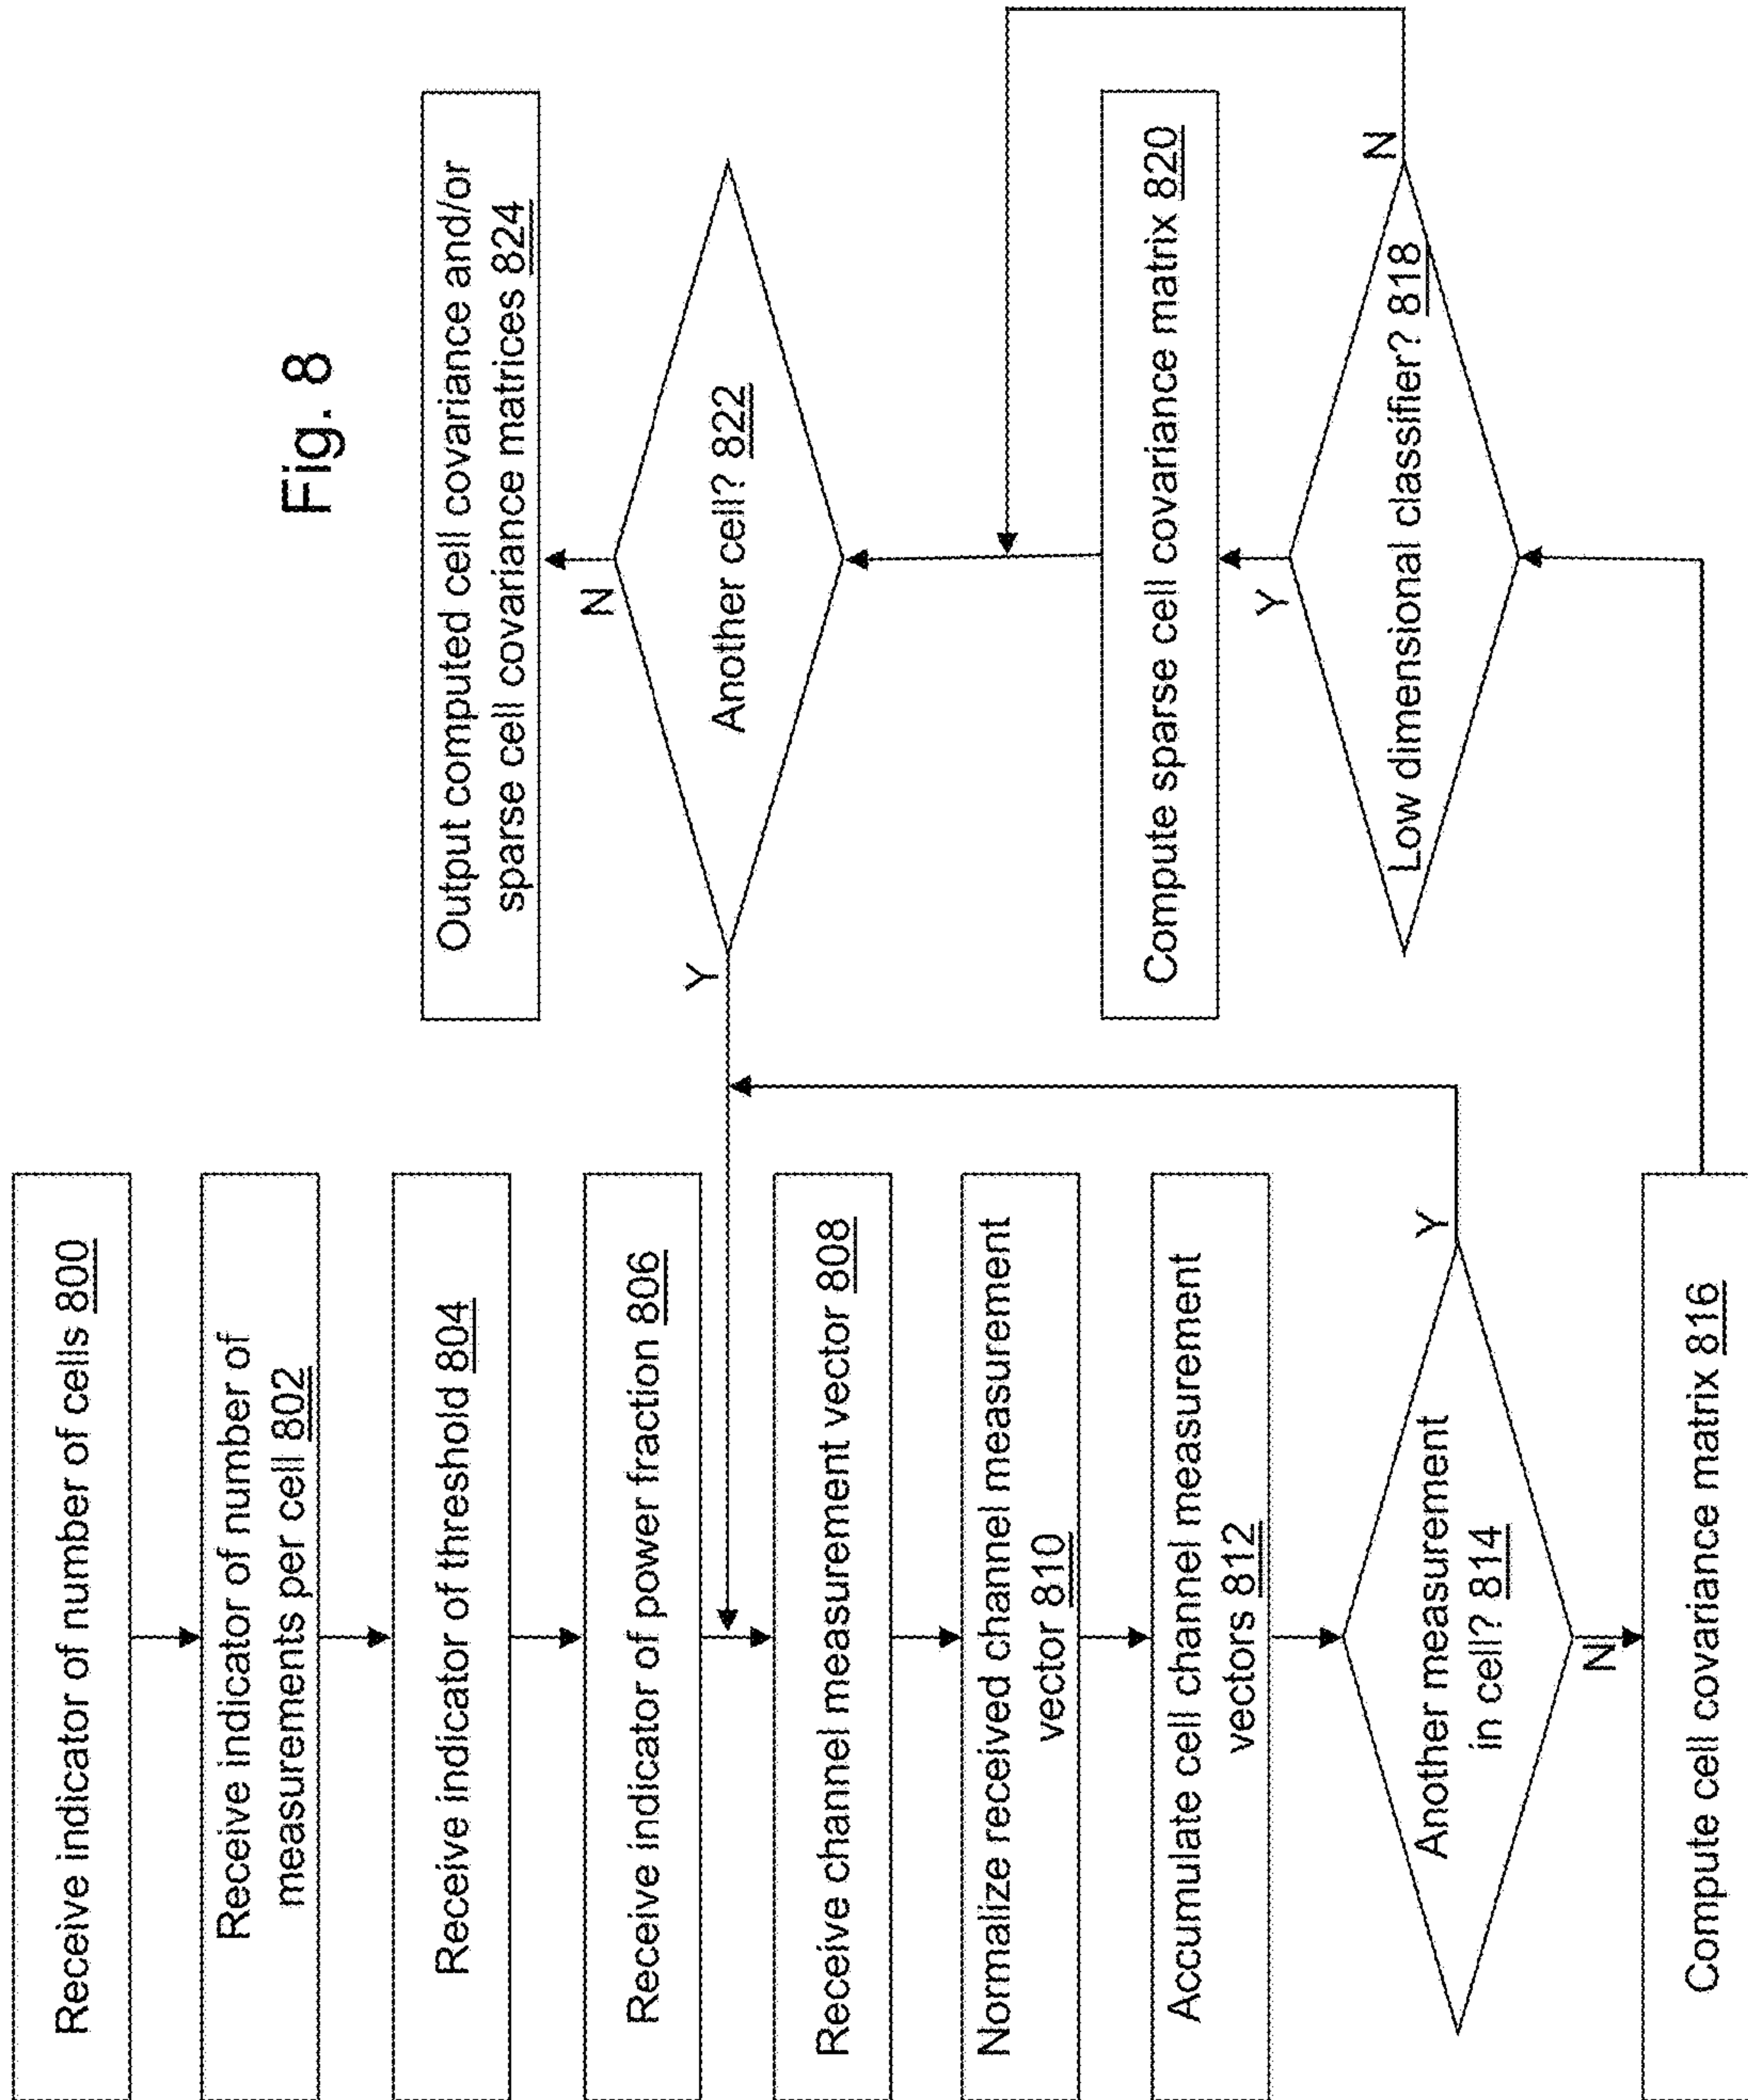 Fig. 8
Receive indicator of number of cells 800
Receive indicator of number of
measurements per cell 802
Receive indicator of threshold 804
Receive indicator of power fraction 806
Receive channel measurement vector 808
Normalize received channel measurement
vector 810
Accumulate cell channel measurement
vectors 812
Another measurement
in cell? 814
Y
N
Compute cell covariance matrix 816
Low dimensional classifier? 818
Y
N
Compute sparse cell covariance matrix 820
Another cell? 822
Y
N
Output computed cell covariance and/or
sparse cell covariance matrices 824